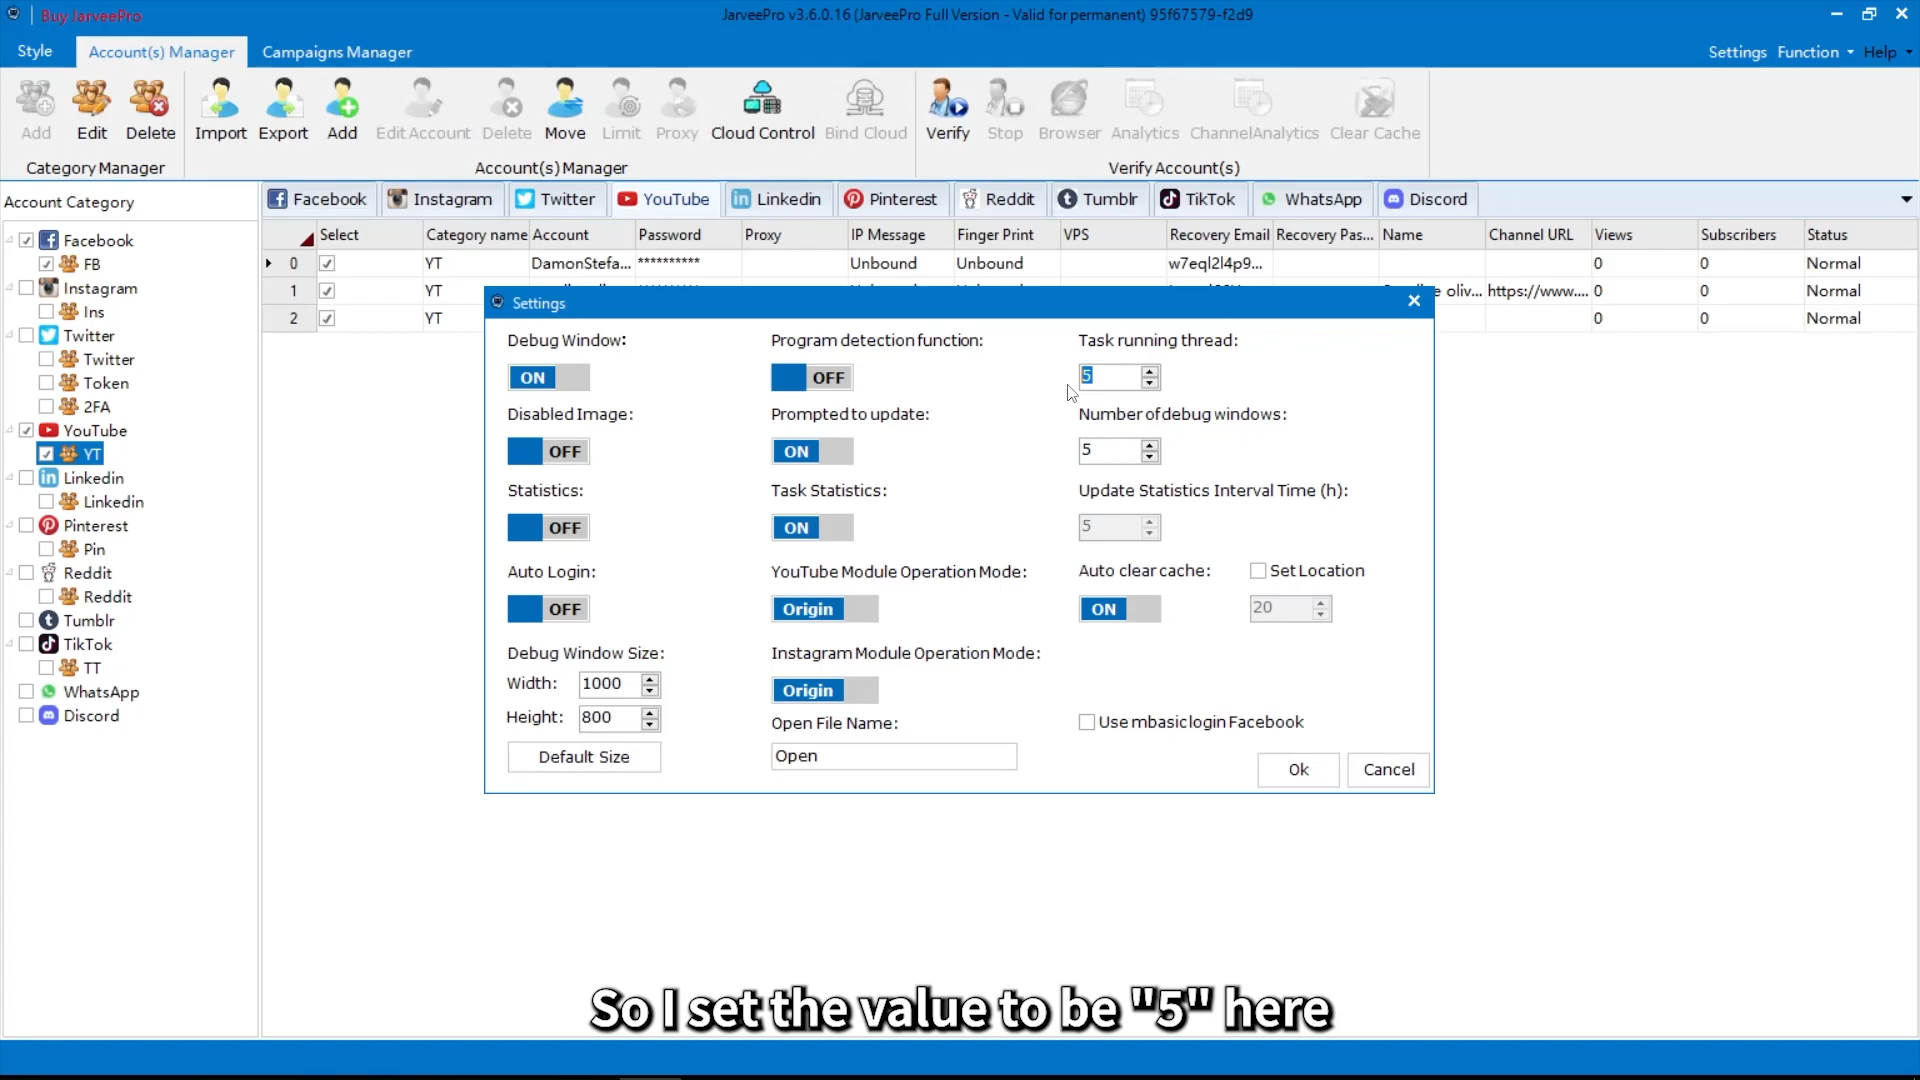 Buy JarveePro
JarveePro v3.6.0.16 (JarveePro Full Version - Valid for permanent) 95f67579-f2d9
Style Account(s) Manager Campaigns Manager Settings Function Help
Add Edit Delete Import Export Add Edit Account Delete Move Limit Proxy Cloud Control Bind Cloud Verify Stop Browser Analytics ChannelAnalytics Clear Cache
Category Manager Account(s) Manager Verify Account(s)
Account Category
Facebook Instagram Twitter YouTube Linkedin Pinterest Reddit Tumblr TikTok WhatsApp Discord
Select Category name Account Password Proxy IP Message Finger Print VPS Recovery Email Recovery Pas... Name Channel URL Views Subscribers Status
0 YT DamonStefa... ********** Unbound Unbound w7eql2l4p9... 0 0 Normal
1 YT e oliv... https://www.... 0 0 Normal
2 YT 0 0 Normal
Facebook
FB
Instagram
Ins
Twitter
Twitter
Token
2FA
YouTube
YT
Linkedin
Linkedin
Pinterest
Pin
Reddit
Reddit
Tumblr
TikTok
TT
WhatsApp
Discord
Settings
Debug Window: Program detection function: Task running thread:
ON OFF 5
Disabled Image: Prompted to update: Number of debug windows:
OFF ON 5
Statistics: Task Statistics: Update Statistics Interval Time (h):
OFF ON 5
Auto Login: YouTube Module Operation Mode: Auto clear cache: Set Location
OFF Origin ON 20
Debug Window Size: Instagram Module Operation Mode:
Width: 1000 Origin
Height: 800 Open File Name: Use mbasic login Facebook
Default Size Open Ok Cancel
So I set the value to be "5" here